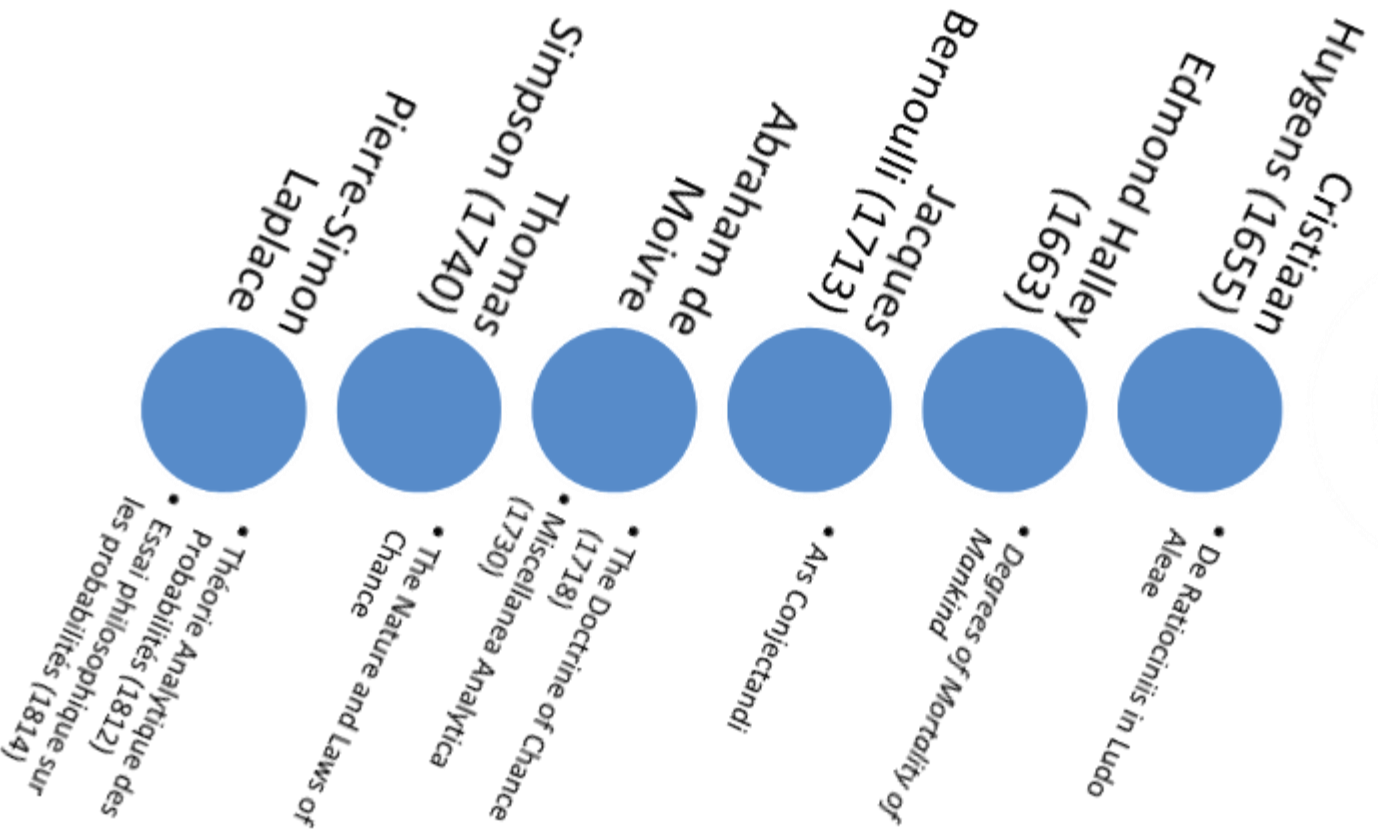 Cristiaan
Huygens (1655)
• De Ratiociniis in Ludo
Aleae
Edmond Halley
(1663)
• Degrees of Mortality of
Mankind
Jacques
Bernoulli (1713)
• Ars Conjectandi
Abraham de
Moivre
• The Doctrine of Chance
(1718)
• Miscellanea Analytica
(1730)
Thomas
Simpson (1740)
• The Nature and Laws of
Chance
Pierre-Simon
Laplace
• Théorie Analytique des
Probabilités (1812)
• Essai philosophique sur
les probabilités (1814)